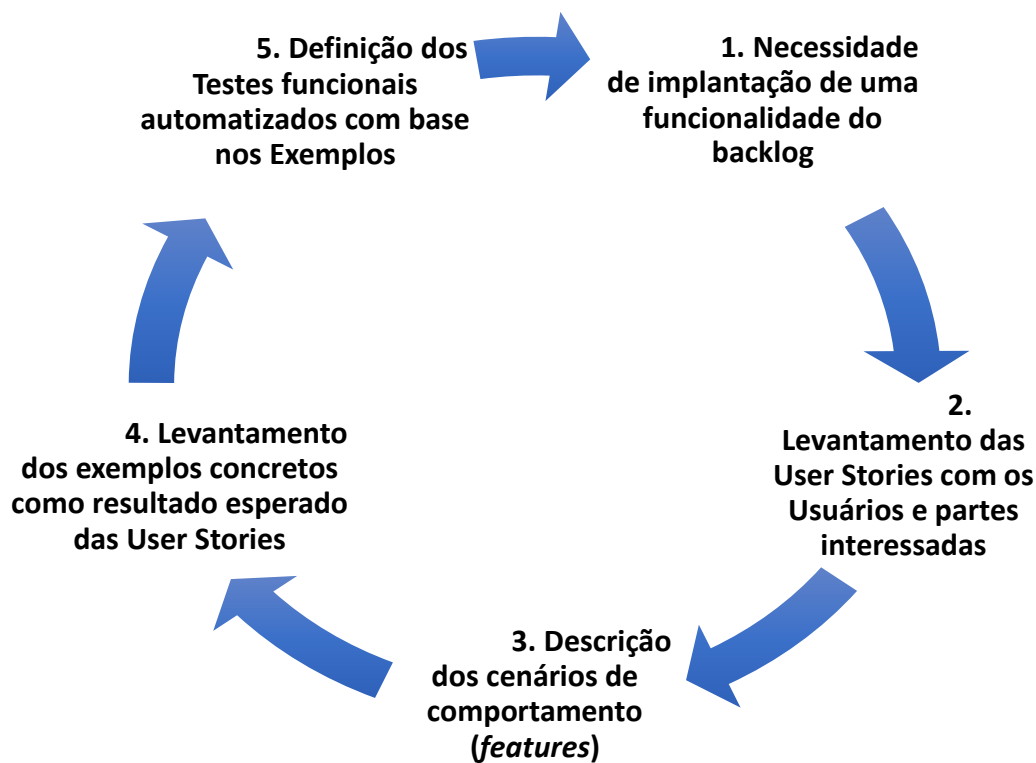 1. Necessidade
de implantação de uma
funcionalidade do
backlog
2.
Levantamento das
User Stories com os
Usuários e partes
interessadas
3. Descrição
dos cenários de
comportamento
(features)
4. Levantamento
dos exemplos concretos
como resultado esperado
das User Stories
5. Definição dos
Testes funcionais
automatizados com base
nos Exemplos